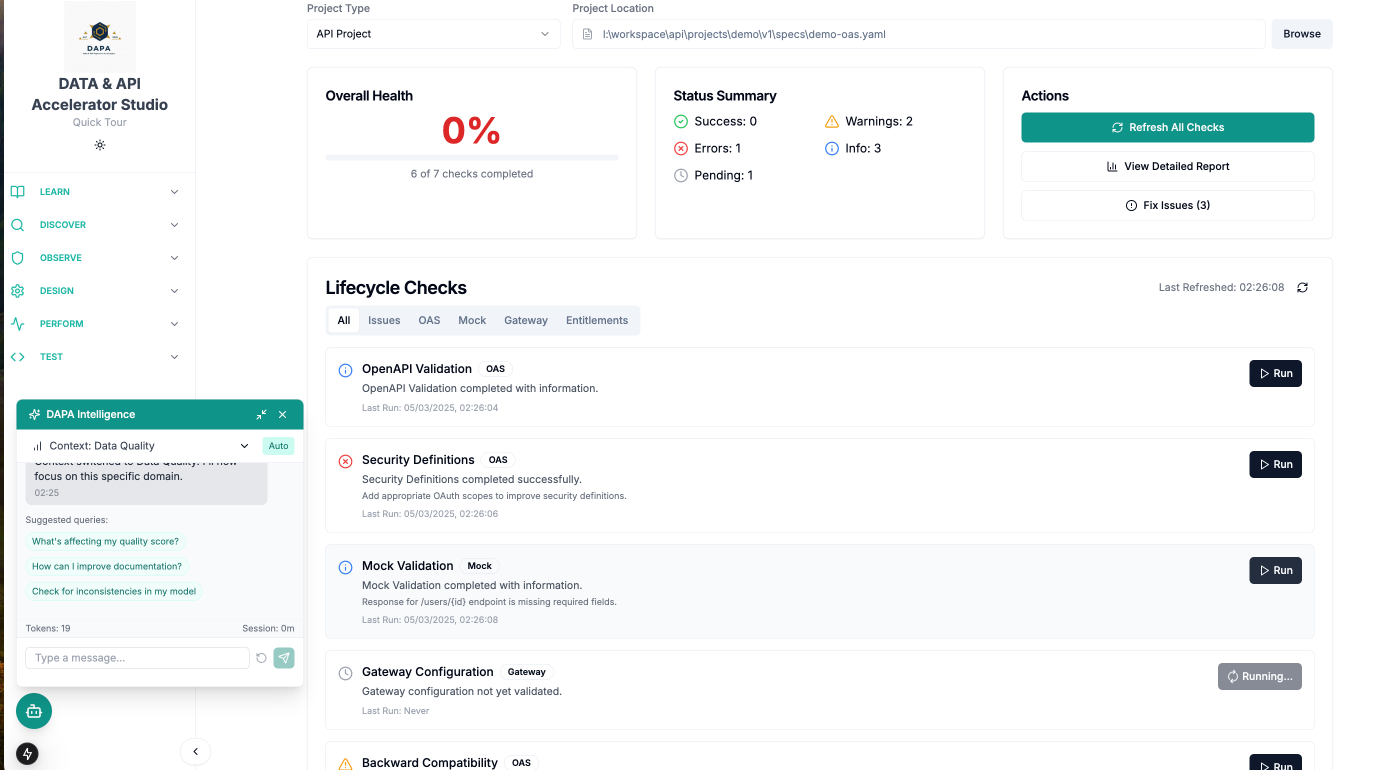 DAPA
DATA & API
Accelerator Studio
Quick Tour
LEARN
DISCOVER
OBSERVE
DESIGN
PERFORM
TEST
DAPA Intelligence
Context: Data Quality
Auto
Context switched to Data Quality. I'll now
focus on this specific domain.
02:25
Suggested queries:
What's affecting my quality score?
How can I improve documentation?
Check for inconsistencies in my model
Tokens: 19 Session: 0m
Type a message...
Project Type
API Project
Project Location
I:\workspace\api\projects\demo\v1\specs\demo-oas.yaml
Browse
Overall Health
0%
6 of 7 checks completed
Status Summary
Success: 0 Warnings: 2
Errors: 1 Info: 3
Pending: 1
Actions
Refresh All Checks
View Detailed Report
Fix Issues (3)
Lifecycle Checks
Last Refreshed: 02:26:08
All Issues OAS Mock Gateway Entitlements
OpenAPI Validation OAS
OpenAPI Validation completed with information.
Last Run: 05/03/2025, 02:26:04
Run
Security Definitions OAS
Security Definitions completed successfully.
Add appropriate OAuth scopes to improve security definitions.
Last Run: 05/03/2025, 02:26:06
Run
Mock Validation Mock
Mock Validation completed with information.
Response for /users/{id} endpoint is missing required fields.
Last Run: 05/03/2025, 02:26:08
Run
Gateway Configuration Gateway
Gateway configuration not yet validated.
Last Run: Never
Running...
Backward Compatibility OAS
Run